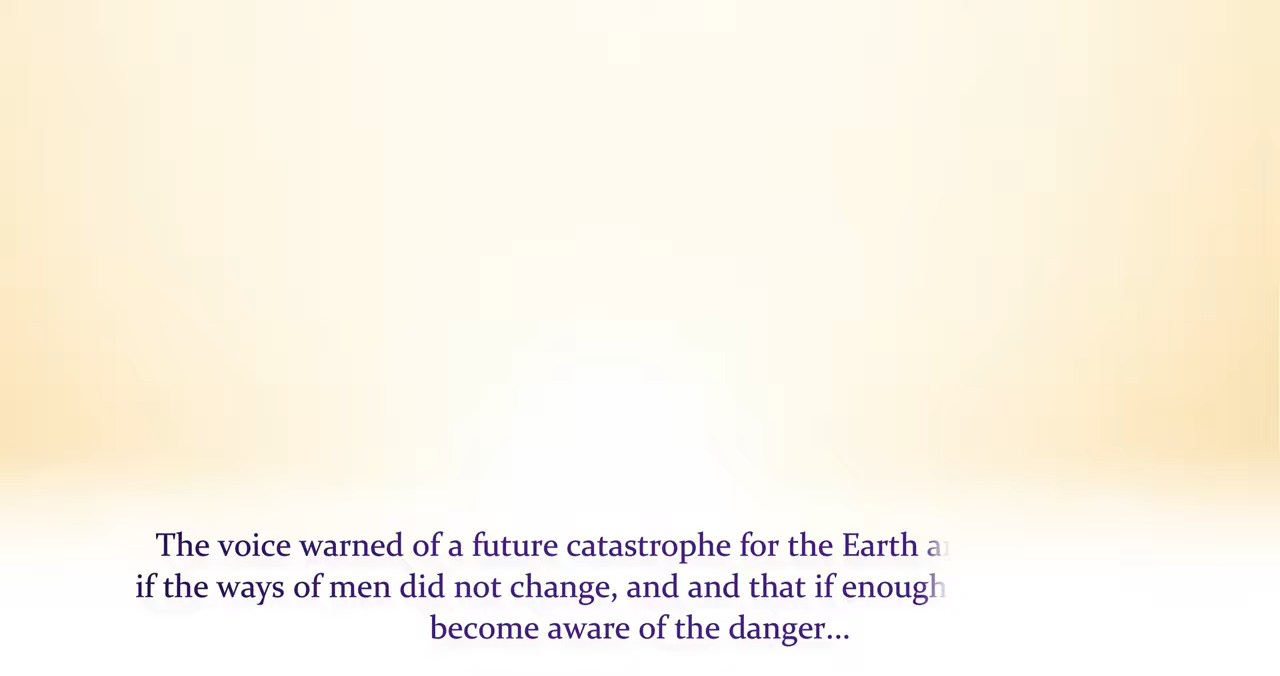 The voice warned of a future catastrophe for the Earth
if the ways of men did not change, and and that if enough
become aware of the danger...